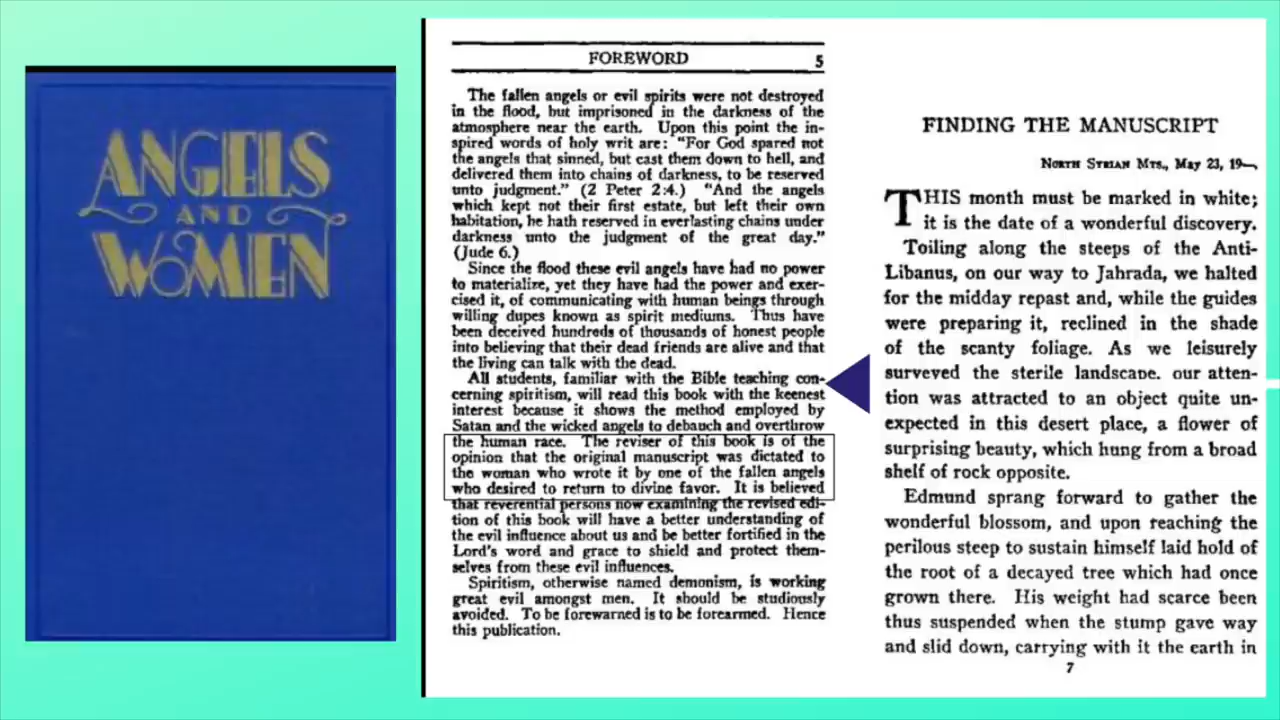 ANGELS
AND
WOMEN
FOREWORD 5
The fallen angels or evil spirits were not destroyed
in the flood, but imprisoned in the darkness of the
atmosphere near the earth. Upon this point the in-
spired words of holy writ are: "For God spared not
the angels that sinned, but cast them down to hell, and
delivered them into chains of darkness, to be reserved
unto judgment." (2 Peter 2:4.) "And the angels
which kept not their first estate, but left their own
habitation, he hath reserved in everlasting chains under
darkness unto the judgment of the great day."
(Jude 6.)
Since the flood these evil angels have had no power
to materialize, yet they have had the power and exer-
cised it, of communicating with human beings through
willing dupes known as spirit mediums. Thus have
been deceived hundreds of thousands of honest people
into believing that their dead friends are alive and that
the living can talk with the dead.
All students, familiar with the Bible teaching con-
cerning spiritism, will read this book with the keenest
interest because it shows the method employed by
Satan and the wicked angels to debauch and overthrow
the human race. The reviser of this book is of the
opinion that the original manuscript was dictated to
the woman who wrote it by one of the fallen angels
who desired to return to divine favor. It is believed
that reverential persons now examining the revised edi-
tion of this book will have a better understanding of
the evil influence about us and be better fortified in the
Lord's word and grace to shield and protect them-
selves from these evil influences.
Spiritism, otherwise named demonism, is working
great evil amongst men. It should be studiously
avoided. To be forewarned is to be forearmed. Hence
this publication.
FINDING THE MANUSCRIPT
NORTH SYRIAN MTS., MAY 23, 19—,
THIS month must be marked in white;
it is the date of a wonderful discovery.
Toiling along the steeps of the Anti-
Libanus, on our way to Jahrada, we halted
for the midday repast and, while the guides
were preparing it, reclined in the shade
of the scanty foliage. As we leisurely
surveyed the sterile landscape. our atten-
tion was attracted to an object quite un-
expected in this desert place, a flower of
surprising beauty, which hung from a broad
shelf of rock opposite.
Edmund sprang forward to gather the
wonderful blossom, and upon reaching the
perilous steep to sustain himself laid hold of
the root of a decayed tree which had once
grown there. His weight had scarce been
thus suspended when the stump gave way
and slid down, carrying with it the earth in
7